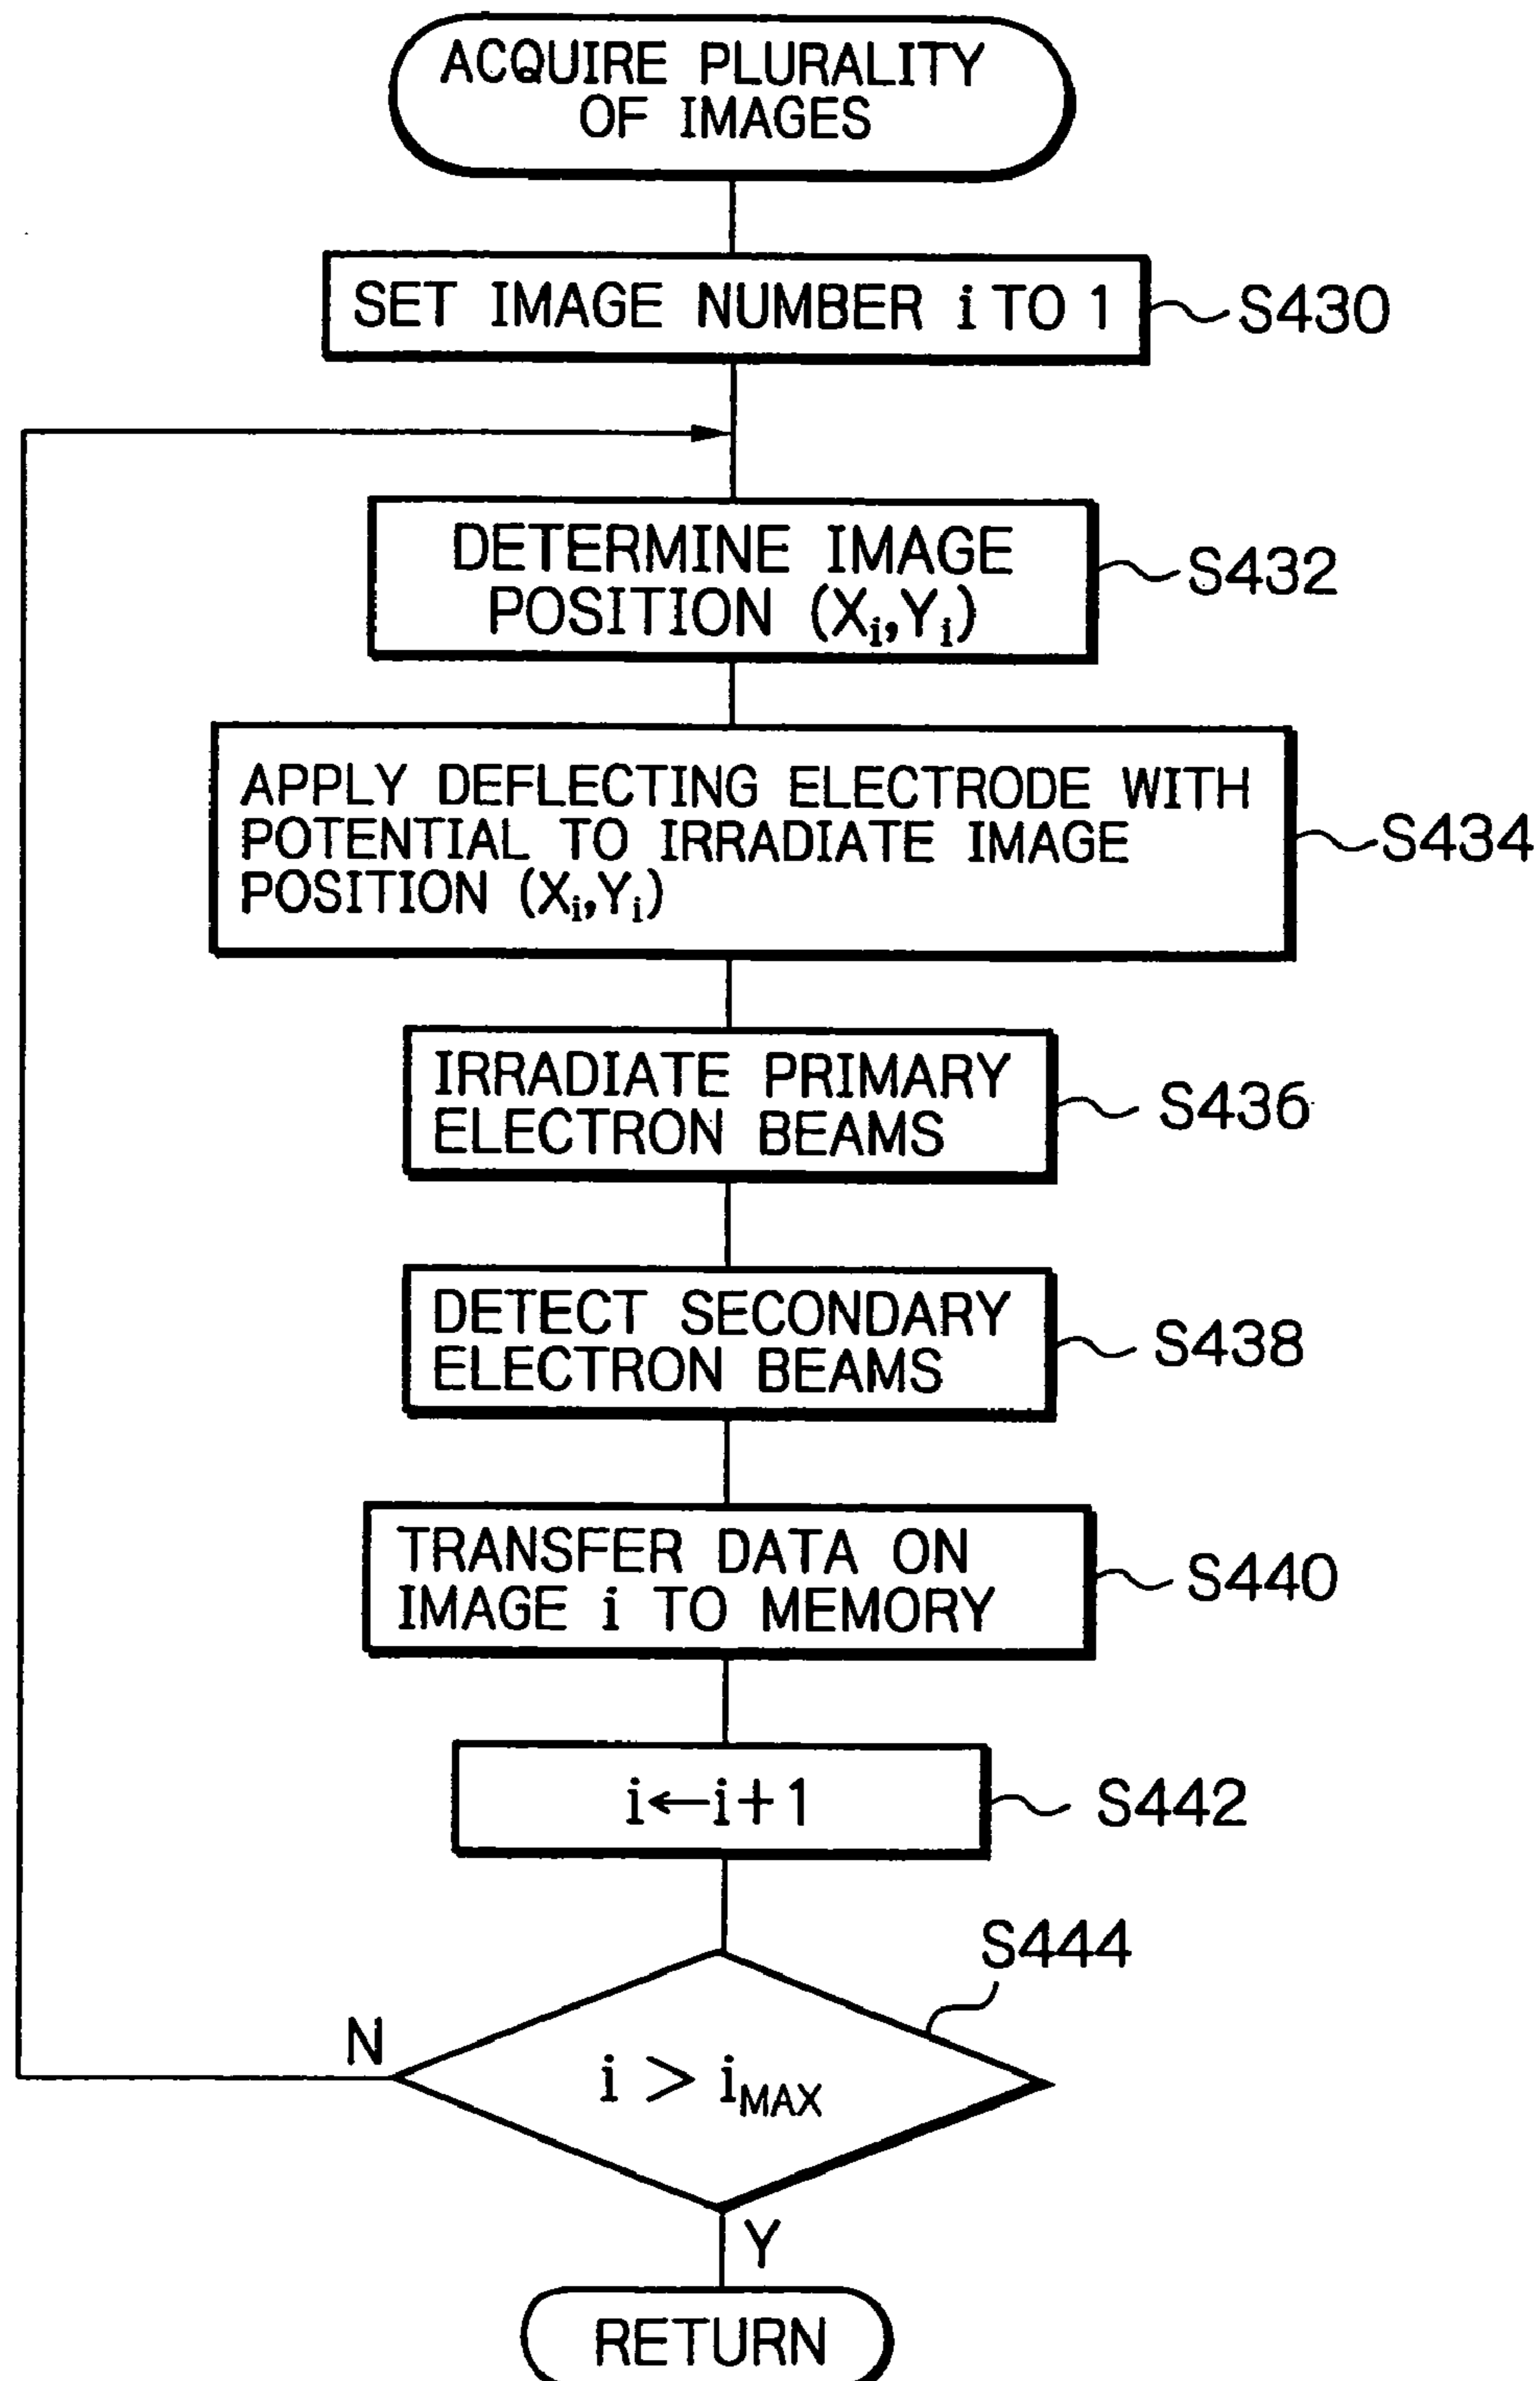 ACQUIRE PLURALITY
OF IMAGES
SET IMAGE NUMBER i TO 1
S430
DETERMINE IMAGE
POSITION (Xi,Yi)
S432
APPLY DEFLECTING ELECTRODE WITH
POTENTIAL TO IRRADIATE IMAGE
POSITION (Xi,Yi)
S434
IRRADIATE PRIMARY
ELECTRON BEAMS
S436
DETECT SECONDARY
ELECTRON BEAMS
S438
TRANSFER DATA ON
IMAGE i TO MEMORY
S440
i←i+1
S442
S444
N
i > iMAX
Y
RETURN